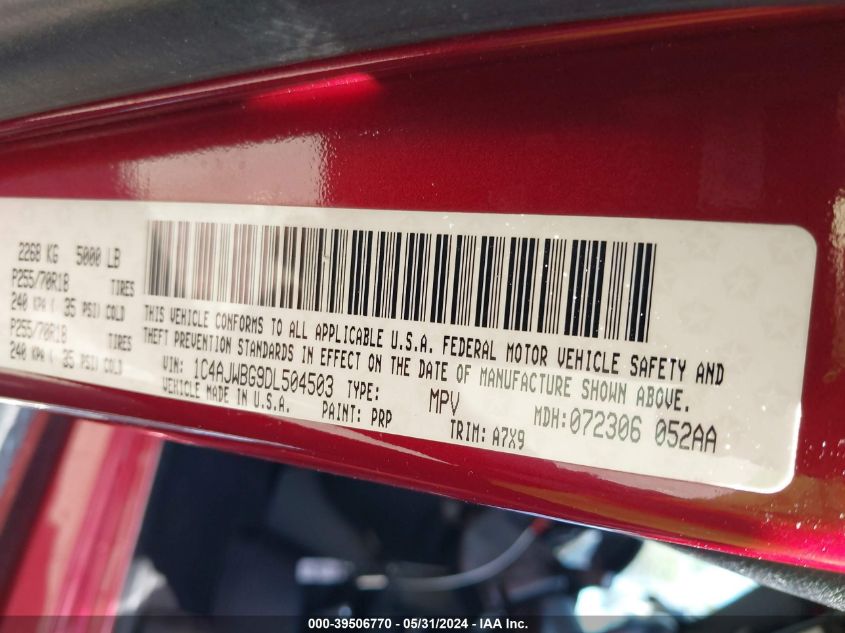 2268 KG 5000 LB
P255/70R18 TIRES
240 KPA ( 35 PSI) COLD
P255/70R18 TIRES
240 KPA ( 35 PSI) COLD
THIS VEHICLE CONFORMS TO ALL APPLICABLE U.S.A. FEDERAL MOTOR VEHICLE SAFETY AND
THEFT PREVENTION STANDARDS IN EFFECT ON THE DATE OF MANUFACTURE SHOWN ABOVE.
VIN: 1C4AJWBG9DL504503 TYPE: MPV MDH:072306 052AA
VEHICLE MADE IN U.S.A. PAINT: PRP TRIM: A7X9
000-39506770 • 05/31/2024 • IAA Inc.